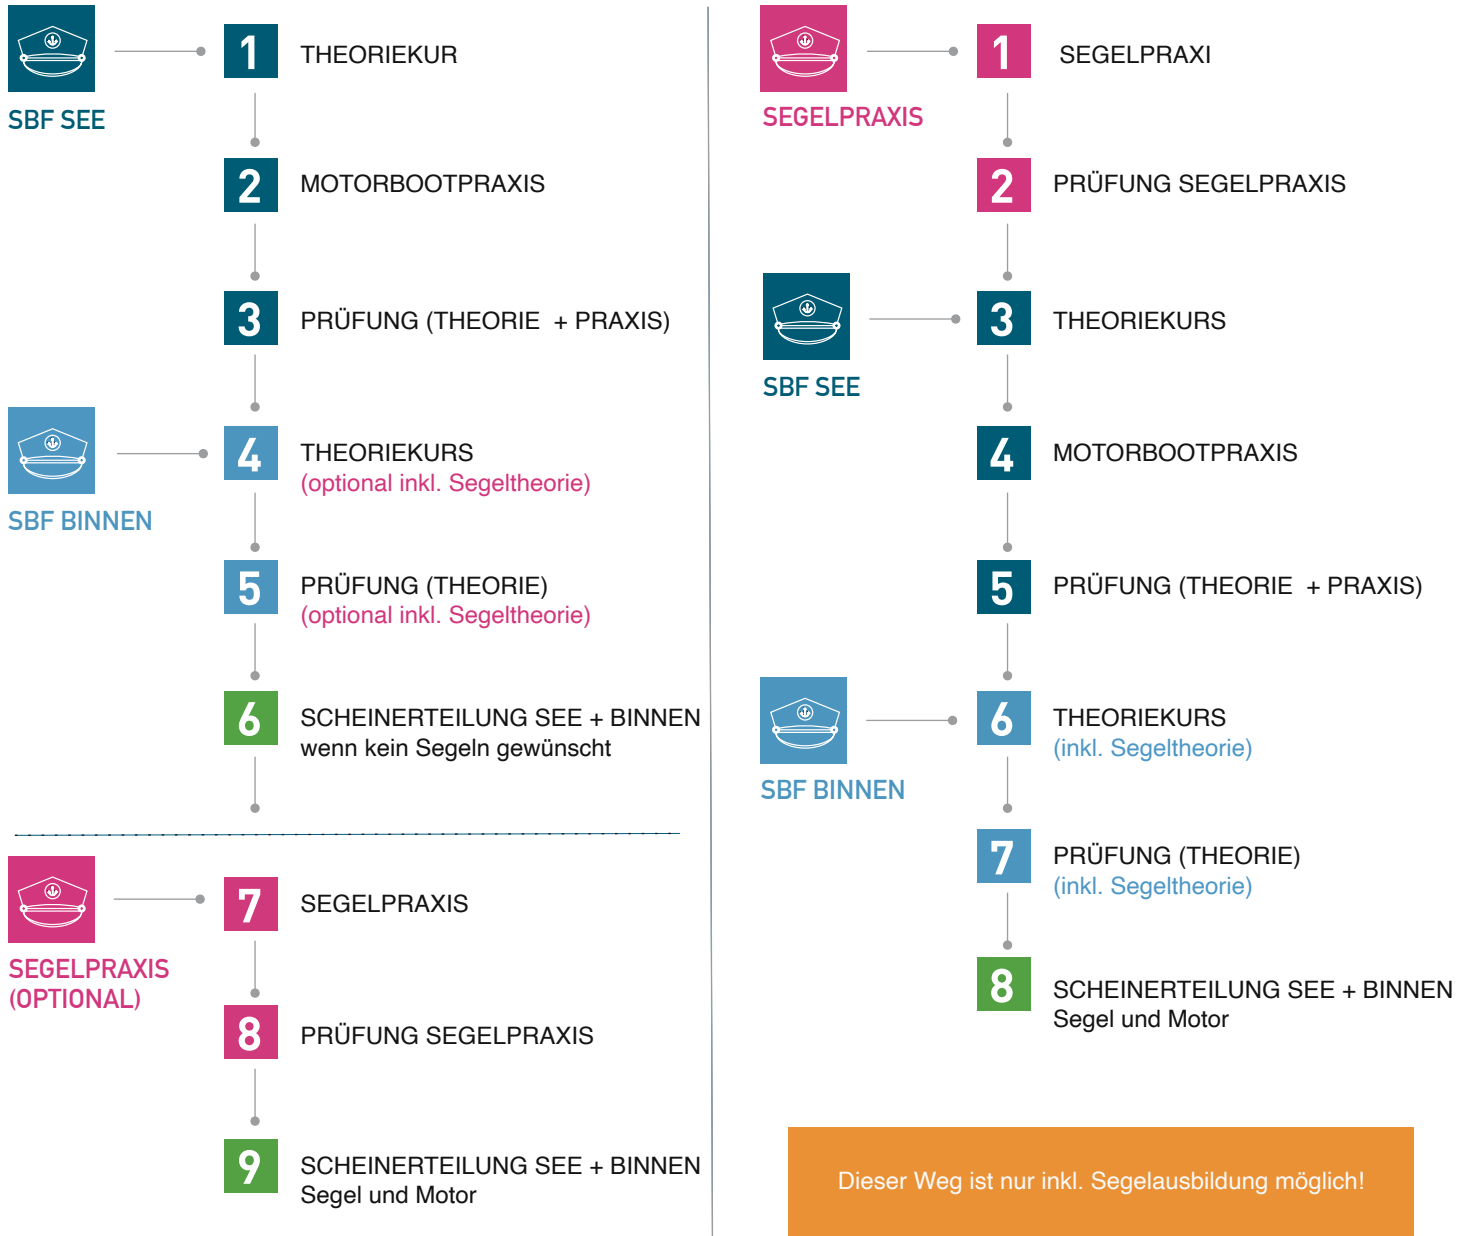 1 THEORIEKUR
SBF SEE
2 MOTORBOOTPRAXIS
3 PRÜFUNG (THEORIE + PRAXIS)
4 THEORIEKURS
(optional inkl. Segeltheorie)
SBF BINNEN
5 PRÜFUNG (THEORIE)
(optional inkl. Segeltheorie)
6 SCHEINERTEILUNG SEE + BINNEN
wenn kein Segeln gewünscht
7 SEGELPRAXIS
SEGELPRAXIS
(OPTIONAL)
8 PRÜFUNG SEGELPRAXIS
9 SCHEINERTEILUNG SEE + BINNEN
Segel und Motor
1 SEGELPRAXI
SEGELPRAXIS
2 PRÜFUNG SEGELPRAXIS
3 THEORIEKURS
SBF SEE
4 MOTORBOOTPRAXIS
5 PRÜFUNG (THEORIE + PRAXIS)
6 THEORIEKURS
(inkl. Segeltheorie)
SBF BINNEN
7 PRÜFUNG (THEORIE)
(inkl. Segeltheorie)
8 SCHEINERTEILUNG SEE + BINNEN
Segel und Motor
Dieser Weg ist nur inkl. Segelausbildung möglich!